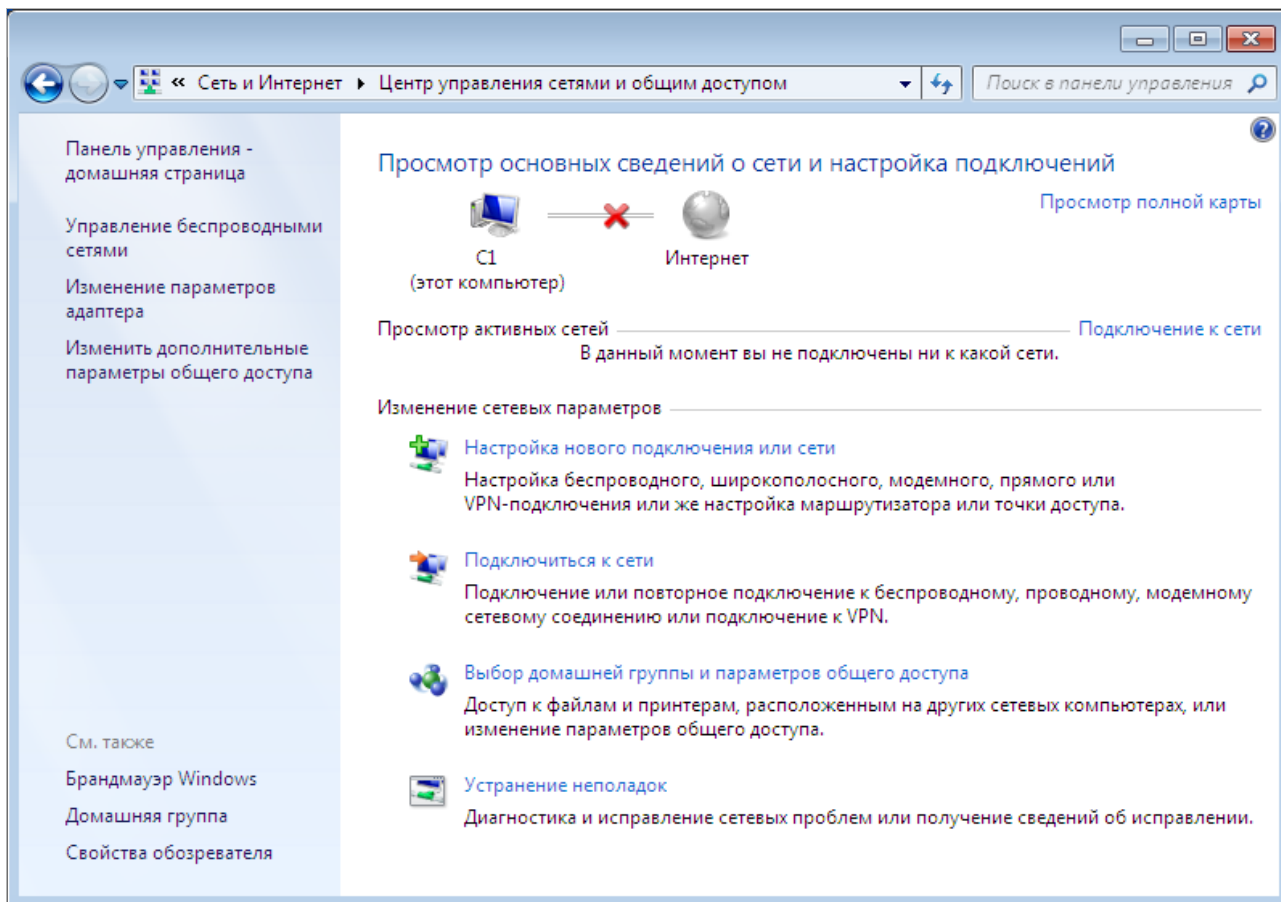 « Сеть и Интернет ▸ Центр управления сетями и общим доступом
Поиск в панели управления
Панель управления -
домашняя страница
Управление беспроводными
сетями
Изменение параметров
адаптера
Изменить дополнительные
параметры общего доступа
См. также
Брандмауэр Windows
Домашняя группа
Свойства обозревателя
Просмотр основных сведений о сети и настройка подключений
Просмотр полной карты
C1
(этот компьютер)
Интернет
Просмотр активных сетей
Подключение к сети
В данный момент вы не подключены ни к какой сети.
Изменение сетевых параметров
Настройка нового подключения или сети
Настройка беспроводного, широкополосного, модемного, прямого или
VPN-подключения или же настройка маршрутизатора или точки доступа.
Подключиться к сети
Подключение или повторное подключение к беспроводному, проводному, модемному
сетевому соединению или подключение к VPN.
Выбор домашней группы и параметров общего доступа
Доступ к файлам и принтерам, расположенным на других сетевых компьютерах, или
изменение параметров общего доступа.
Устранение неполадок
Диагностика и исправление сетевых проблем или получение сведений об исправлении.